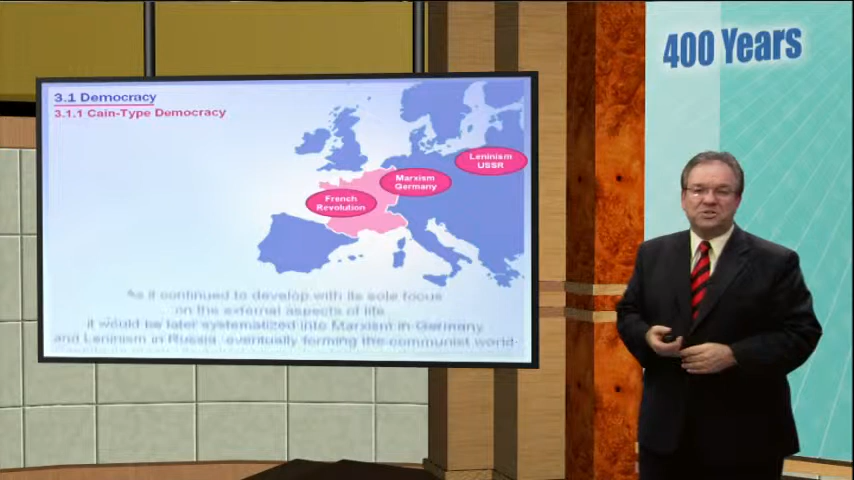 400 Years
3.1 Democracy
3.1.1 Cain-Type Democracy
Leninism
USSR
Marxism
Germany
French
Revolution
As it continued to develop with its sole focus
on the external aspects of life
it would be later systematized into Marxism in Germany
and Leninism in Russia, eventually forming the communist world